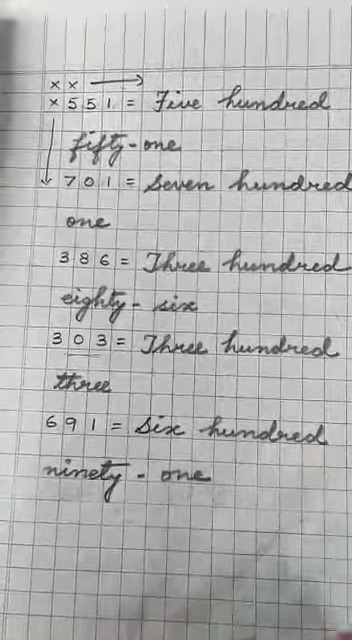 x x →
x 5 5 1 = Five hundred
fifty-one
7 0 1 = Seven hundred
one
3 8 6 = Three hundred
eighty-six
3 0 3 = Three hundred
three
6 9 1 = Six hundred
ninety-one